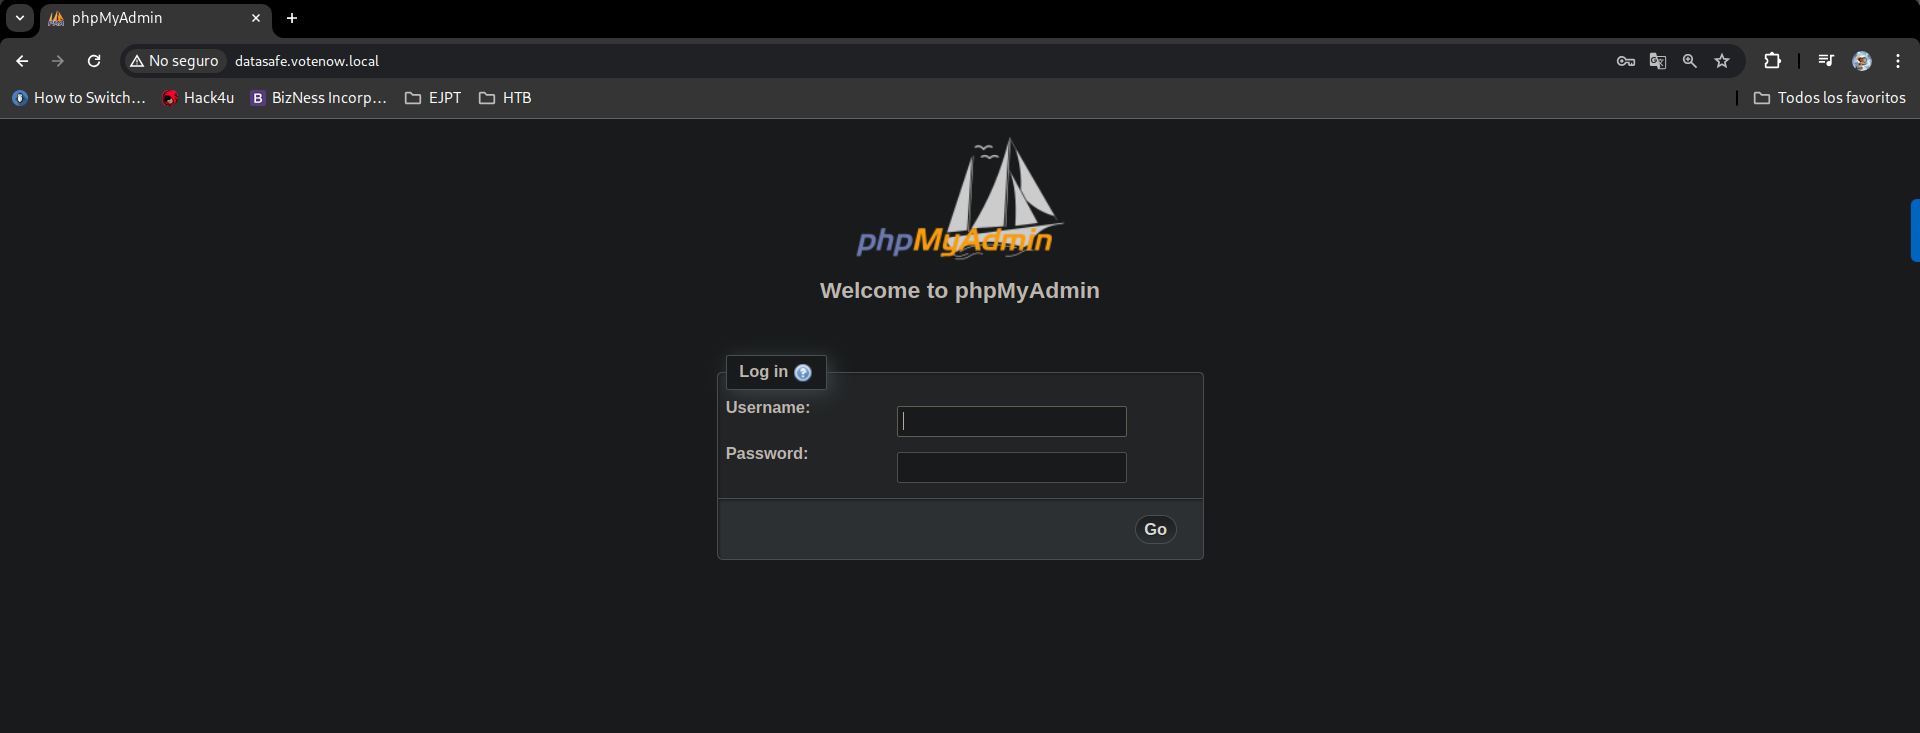 phpMyAdmin
No seguro datasafe.votenow.local
How to Switch... Hack4u BizNess Incorp... EJPT HTB Todos los favoritos
phpMyAdmin
Welcome to phpMyAdmin
Log in
Username:
Password:
Go